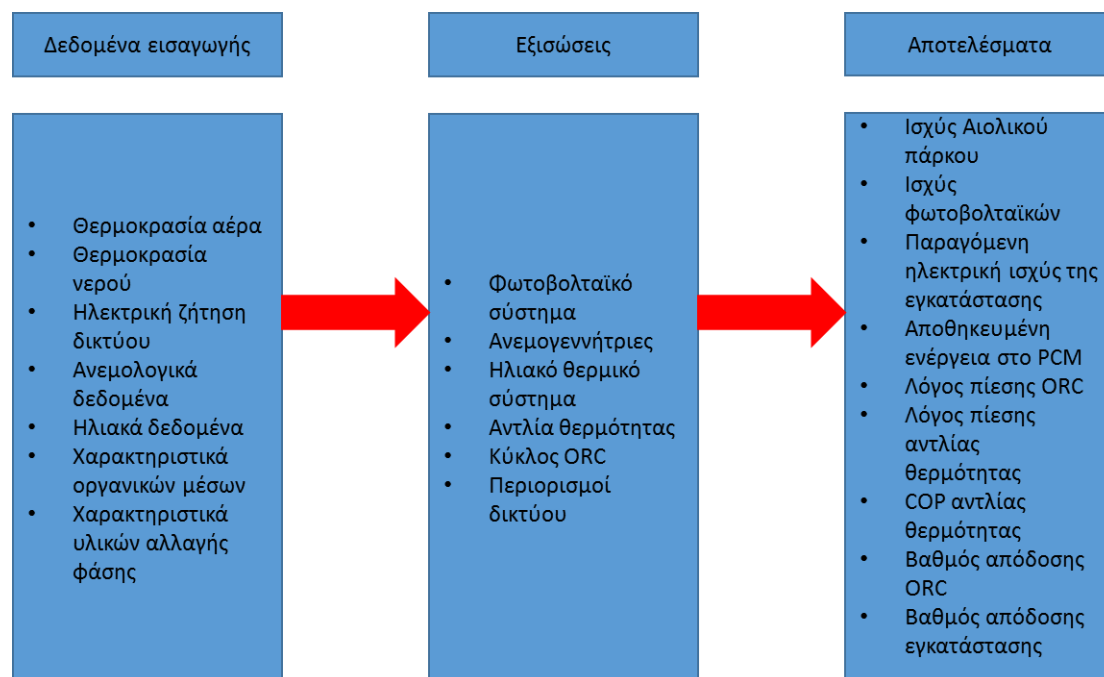 Δεδομένα εισαγωγής
Εξισώσεις
Αποτελέσματα
• Θερμοκρασία αέρα
• Θερμοκρασία
νερού
• Ηλεκτρική ζήτηση
δικτύου
• Ανεμολογικά
δεδομένα
• Ηλιακά δεδομένα
• Χαρακτηριστικά
οργανικών μέσων
• Χαρακτηριστικά
υλικών αλλαγής
φάσης
• Φωτοβολταϊκό
σύστημα
• Ανεμογεννήτριες
• Ηλιακό θερμικό
σύστημα
• Αντλία θερμότητας
• Κύκλος ORC
• Περιορισμοί
δικτύου
• Ισχύς Αιολικού
πάρκου
• Ισχύς
φωτοβολταϊκών
• Παραγόμενη
ηλεκτρική ισχύς της
εγκατάστασης
• Αποθηκευμένη
ενέργεια στο PCM
• Λόγος πίεσης ORC
• Λόγος πίεσης
αντλίας
θερμότητας
• COP αντλίας
θερμότητας
• Βαθμός απόδοσης
ORC
• Βαθμός απόδοσης
εγκατάστασης